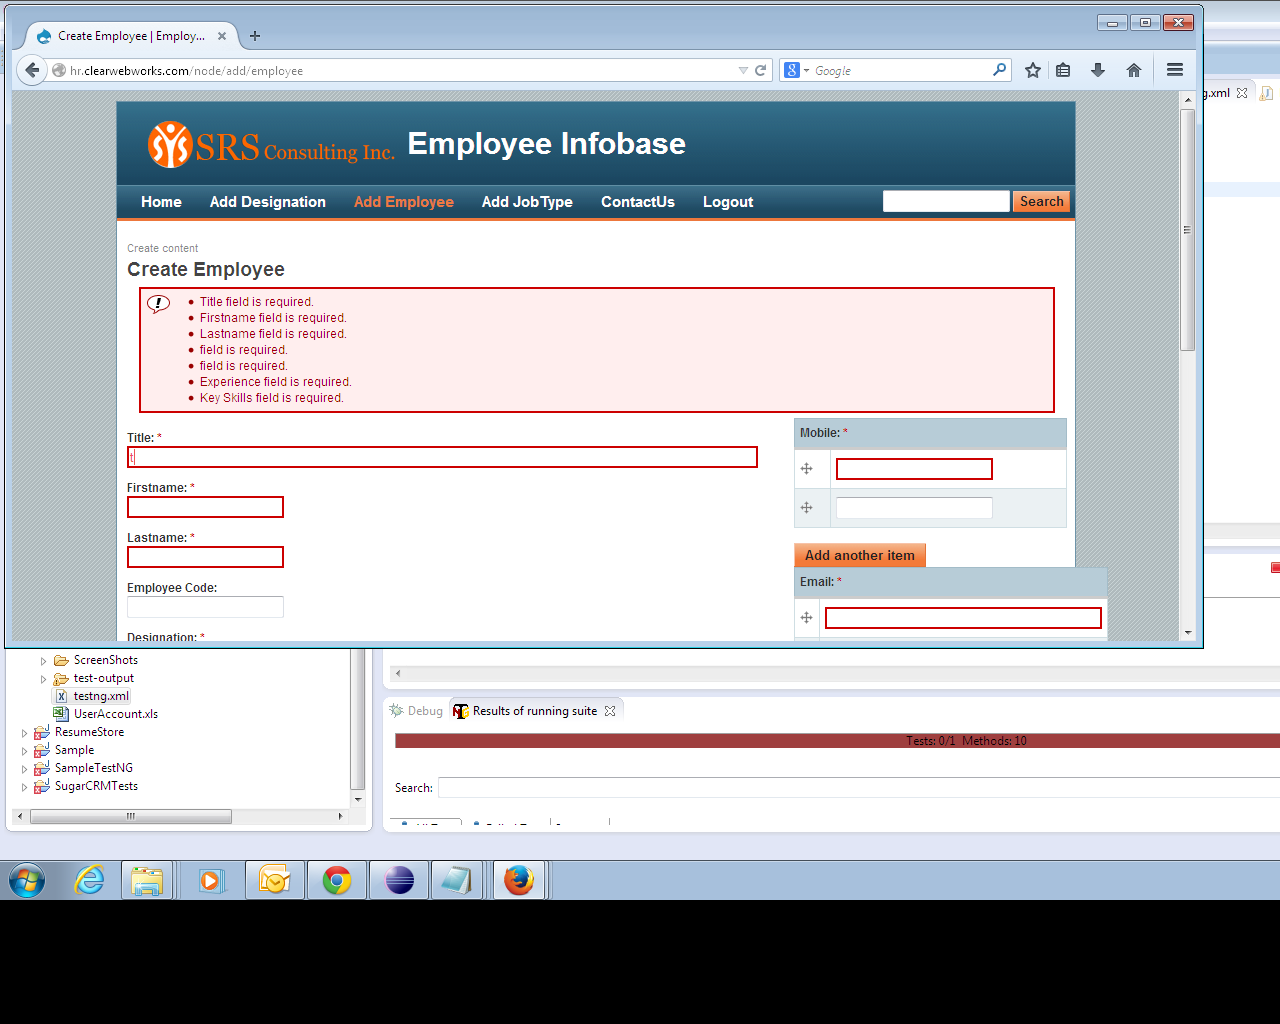 Create Employee | Employ...
hr.clearwebworks.com/node/add/employee
Google
SRS Consulting Inc.
Employee Infobase
Home
Add Designation
Add Employee
Add JobType
ContactUs
Logout
Search
Create content
Create Employee
Title field is required.
Firstname field is required.
Lastname field is required.
field is required.
field is required.
Experience field is required.
Key Skills field is required.
Title: *
t
Firstname: *
Lastname: *
Employee Code:
Designation: *
Mobile: *
Add another item
Email: *
g.xml
ScreenShots
test-output
testng.xml
UserAccount.xls
ResumeStore
Sample
SampleTestNG
SugarCRMTests
Debug
Results of running suite
Tests: 0/1 Methods: 10
Search: